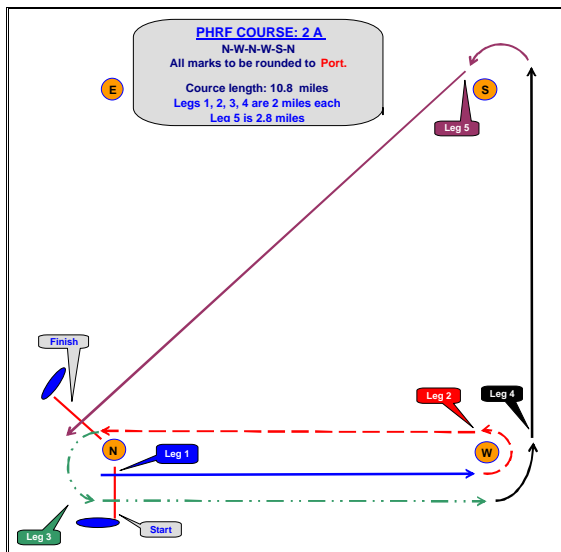 PHRF COURSE: 2 A
N-W-N-W-S-N
All marks to be rounded to Port.
Cource length: 10.8 miles
Legs 1, 2, 3, 4 are 2 miles each
Leg 5 is 2.8 miles
E
S
Leg 5
Finish
Leg 2
Leg 4
N
Leg 1
W
Leg 3
Start